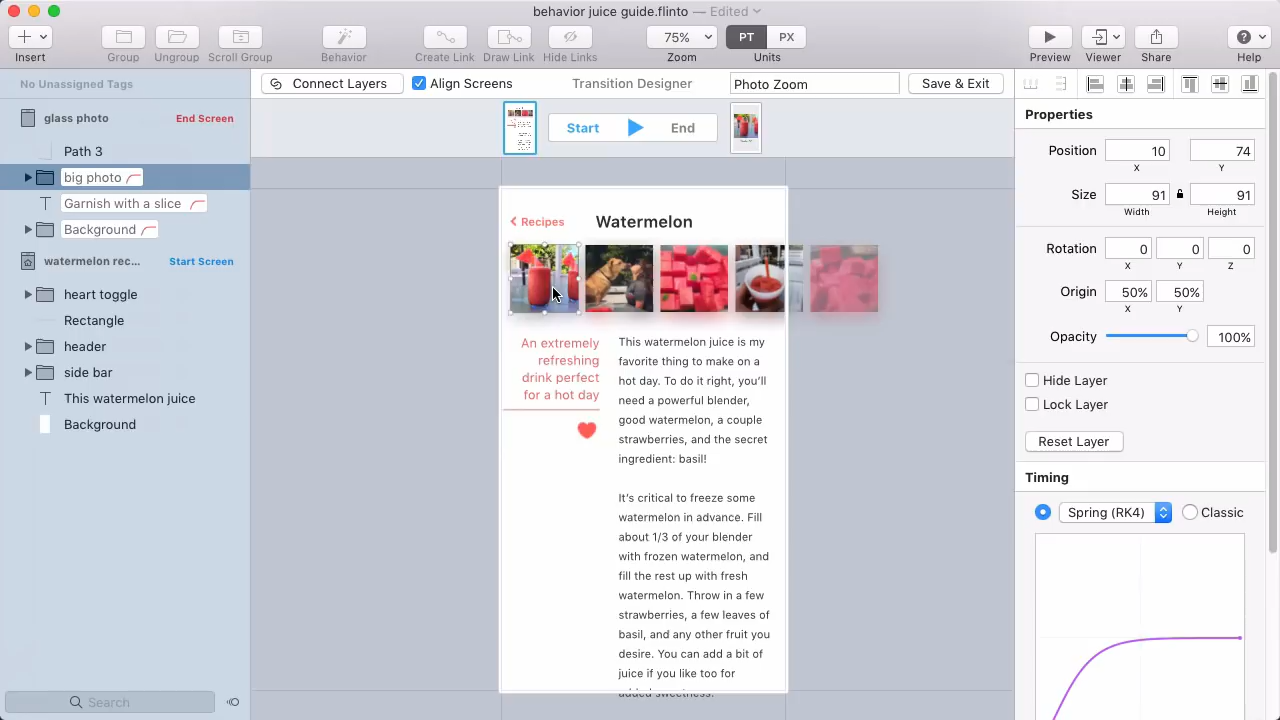 behavior juice guide.flinto — Edited
Insert
Group
Ungroup
Scroll Group
Behavior
Create Link
Draw Link
Hide Links
75%
Zoom
PT
PX
Units
Preview
Viewer
Share
Help
No Unassigned Tags
Connect Layers
Align Screens
Transition Designer
Photo Zoom
Save & Exit
Start
End
glass photo
End Screen
Path 3
big photo
Garnish with a slice
Background
watermelon rec...
Start Screen
heart toggle
Rectangle
header
side bar
This watermelon juice
Background
Search
Recipes
Watermelon
An extremely
refreshing
drink perfect
for a hot day
This watermelon juice is my
favorite thing to make on a
hot day. To do it right, you'll
need a powerful blender,
good watermelon, a couple
strawberries, and the secret
ingredient: basil!
It's critical to freeze some
watermelon in advance. Fill
about 1/3 of your blender
with frozen watermelon, and
fill the rest up with fresh
watermelon. Throw in a few
strawberries, a few leaves of
basil, and any other fruit you
desire. You can add a bit of
juice if you like too for
added sweetness.
Properties
Position
10
74
X
Y
Size
91
91
Width
Height
Rotation
0
0
0
X
Y
Z
Origin
50%
50%
X
Y
Opacity
100%
Hide Layer
Lock Layer
Reset Layer
Timing
Spring (RK4)
Classic